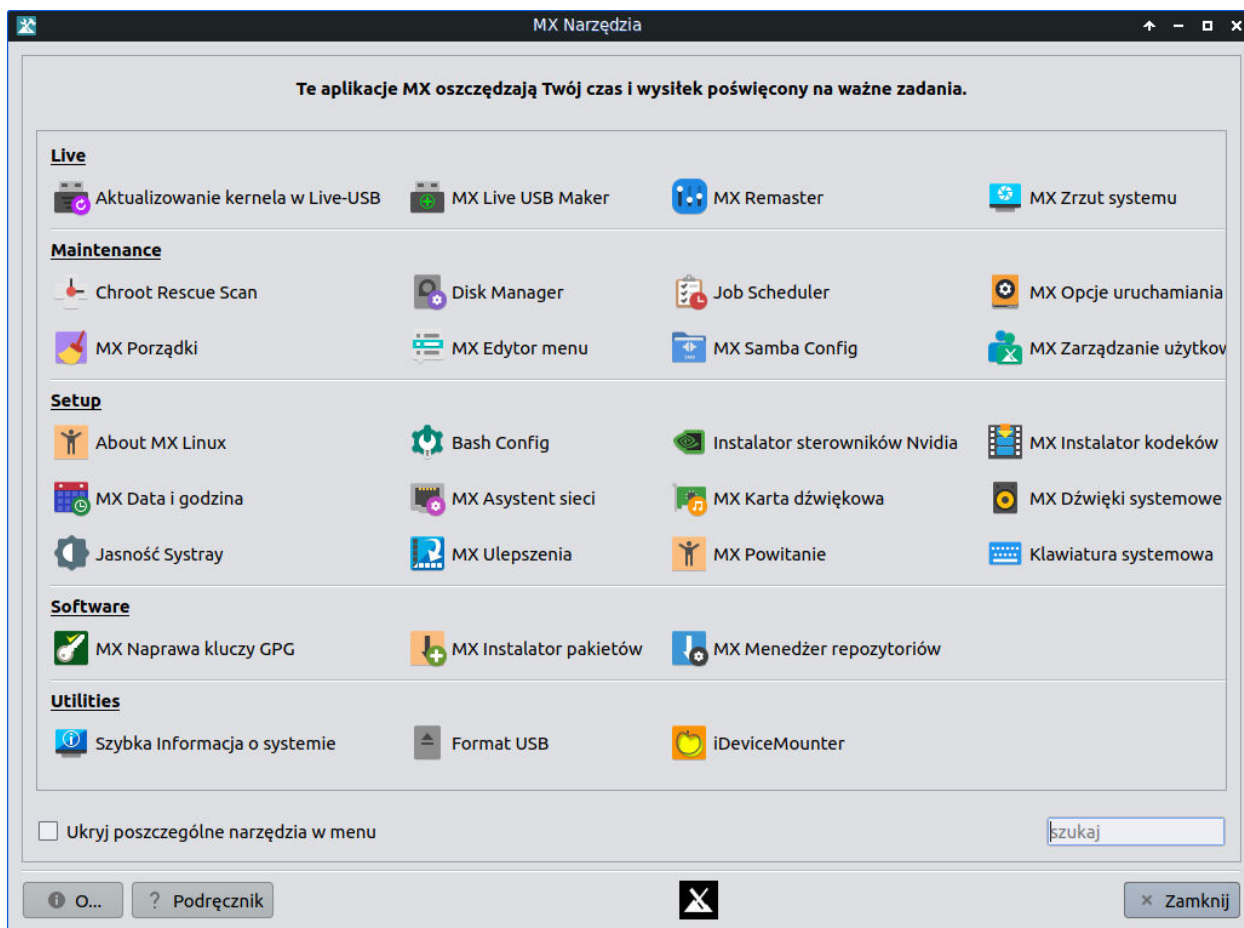 MX Narzędzia
Te aplikacje MX oszczędzają Twój czas i wysiłek poświęcony na ważne zadania.
Live
Aktualizowanie kernela w Live-USB MX Live USB Maker MX Remaster MX Zrzut systemu
Maintenance
Chroot Rescue Scan Disk Manager Job Scheduler MX Opcje uruchamiania
MX Porządki MX Edytor menu MX Samba Config MX Zarządzanie użytkow
Setup
About MX Linux Bash Config Instalator sterowników Nvidia MX Instalator kodeków
MX Data i godzina MX Asystent sieci MX Karta dźwiękowa MX Dźwięki systemowe
Jasność Systray MX Ulepszenia MX Powitanie Klawiatura systemowa
Software
MX Naprawa kluczy GPG MX Instalator pakietów MX Menedżer repozytoriów
Utilities
Szybka Informacja o systemie Format USB iDeviceMounter
Ukryj poszczególne narzędzia w menu szukaj
O... ? Podręcznik Zamknij